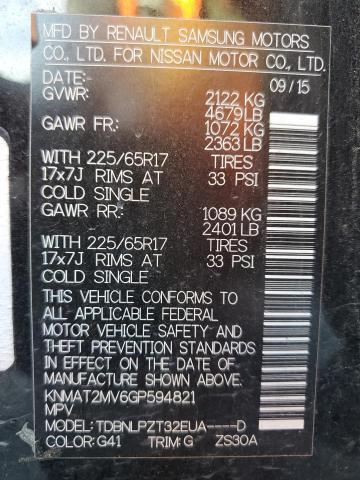 MFD BY RENAULT SAMSUNG MOTORS
CO., LTD. FOR NISSAN MOTOR CO., LTD.
DATE:- 09/15
GVWR: 2122 KG
4679LB
GAWR FR: 1072 KG
2363 LB
WITH 225/65R17 TIRES
17x7J RIMS AT 33 PSI
COLD SINGLE
GAWR RR: 1089 KG
2401 LB
WITH 225/65R17 TIRES
17x7J RIMS AT 33 PSI
COLD SINGLE
THIS VEHICLE CONFORMS TO
ALL APPLICABLE FEDERAL
MOTOR VEHICLE SAFETY AND
THEFT PREVENTION STANDARDS
IN EFFECT ON THE DATE OF
MANUFACTURE SHOWN ABOVE.
KNMAT2MV6GP594821
MPV
MODEL: TDBNLPZT32EUA----D
COLOR: G41 TRIM: G ZS30A